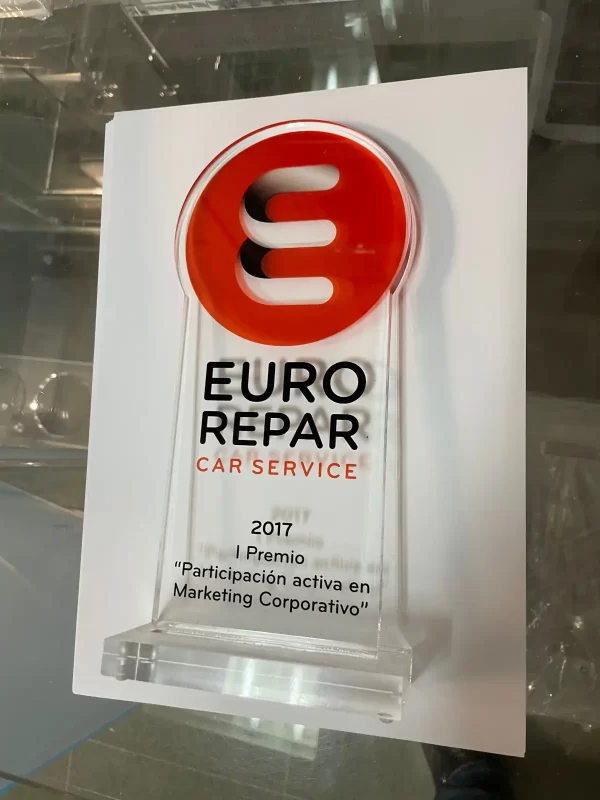 EURO
REPAR
CAR SERVICE
2017
I Premio
"Participación activa en
Marketing Corporativo"